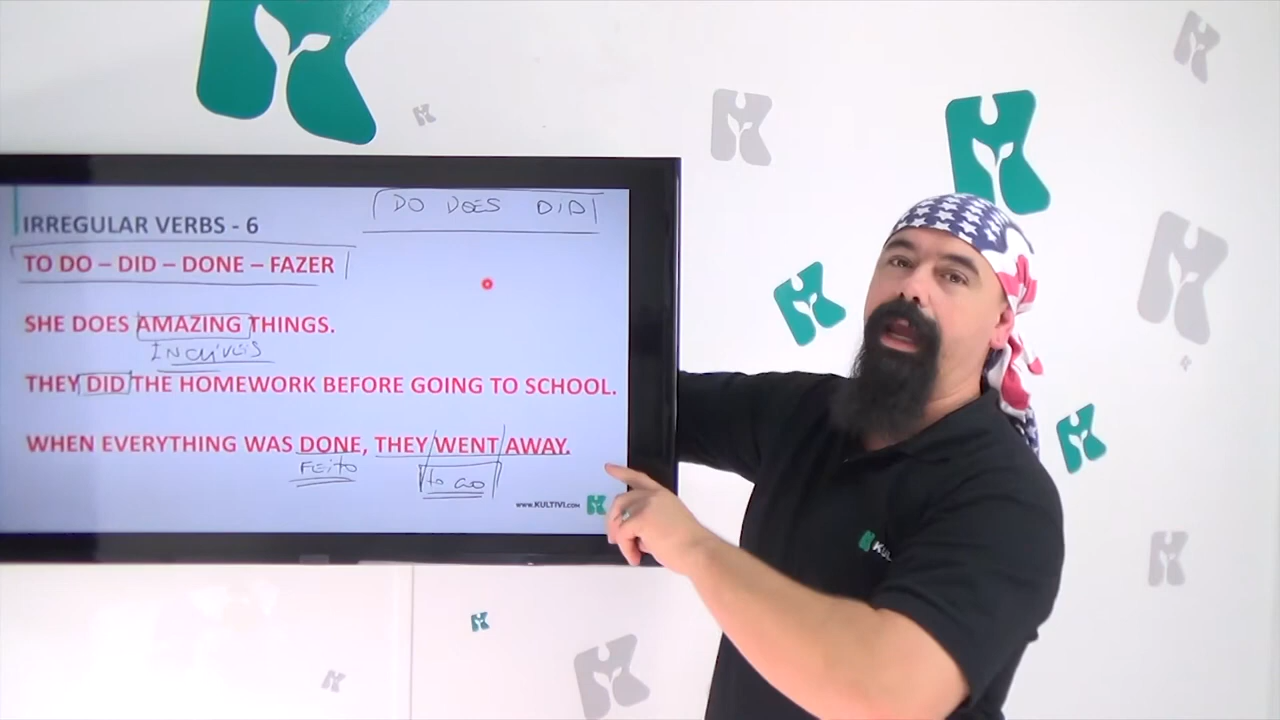 DO DOES DID
IRREGULAR VERBS - 6
TO DO – DID – DONE – FAZER
SHE DOES AMAZING THINGS.
THEY DID THE HOMEWORK BEFORE GOING TO SCHOOL.
WHEN EVERYTHING WAS DONE, THEY WENT AWAY.
FEITO
to GO
www.KULTIVI.com